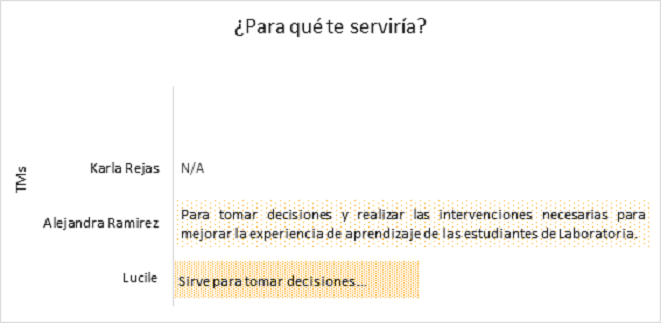 ¿Para qué te serviría?
TMs
Karla Rejas
N/A
Alejandra Ramirez
Para tomar decisiones y realizar las intervenciones necesarias para
mejorar la experiencia de aprendizaje de las estudiantes de Laboratoria.
Lucile
Sirve para tomar decisiones...